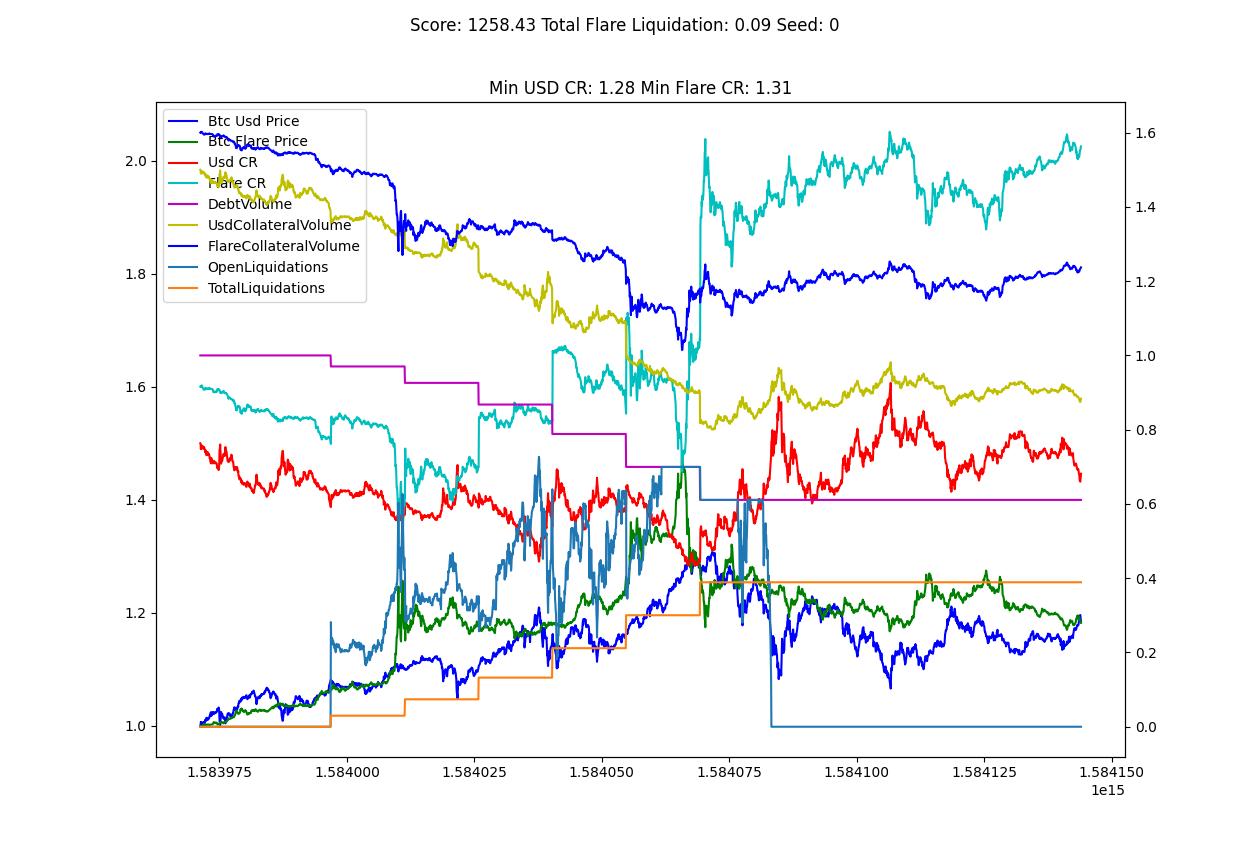 Score: 1258.43 Total Flare Liquidation: 0.09 Seed: 0
Min USD CR: 1.28 Min Flare CR: 1.31
Btc Usd Price
Btc Flare Price
Usd CR
Flare CR
DebtVolume
UsdCollateralVolume
FlareCollateralVolume
OpenLiquidations
TotalLiquidations
2.0
1.8
1.6
1.4
1.2
1.0
1.6
1.4
1.2
1.0
0.8
0.6
0.4
0.2
0.0
1.583975 1.584000 1.584025 1.584050 1.584075 1.584100 1.584125 1.584150
1e15